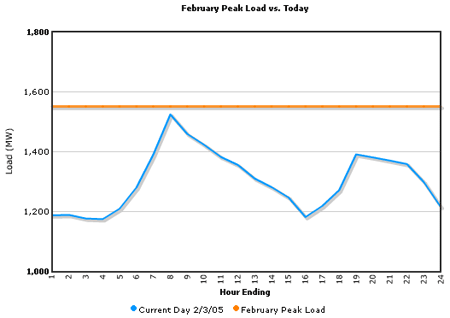 February Peak Load vs. Today
Load (MW)
1,800
1,600
1,400
1,200
1,000
1 2 3 4 5 6 7 8 9 10 11 12 13 14 15 16 17 18 19 20 21 22 23 24
Hour Ending
Current Day 2/3/05 February Peak Load